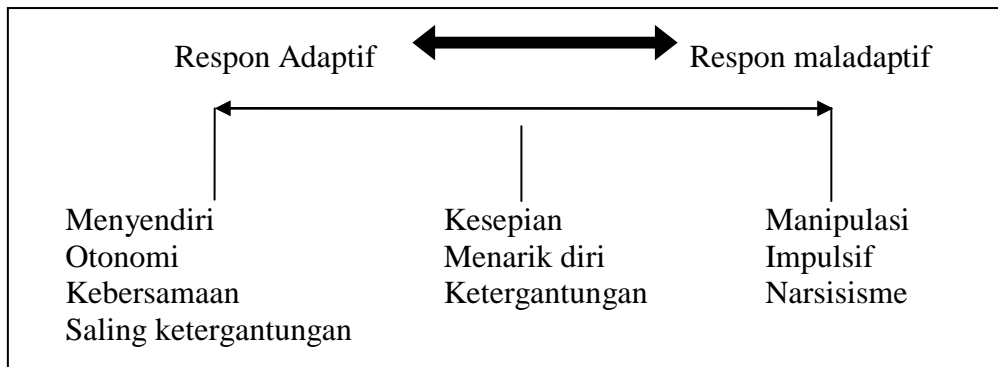 Respon Adaptif Respon maladaptif
Menyendiri Kesepian Manipulasi
Otonomi Menarik diri Impulsif
Kebersamaan Ketergantungan Narsisisme
Saling ketergantungan